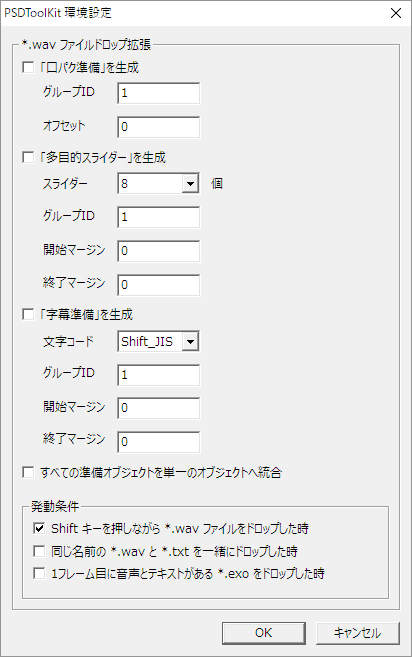 PSDToolKit 環境設定
*.wav ファイルドロップ拡張
「口パク準備」を生成
グループID 1
オフセット 0
「多目的スライダー」を生成
スライダー 8 個
グループID 1
開始マージン 0
終了マージン 0
「字幕準備」を生成
文字コード Shift_JIS
グループID 1
開始マージン 0
終了マージン 0
すべての準備オブジェクトを単一のオブジェクトへ統合
発動条件
Shift キーを押しながら *.wav ファイルをドロップした時
同じ名前の *.wav と *.txt を一緒にドロップした時
1フレーム目に音声とテキストがある *.exo をドロップした時
OK キャンセル